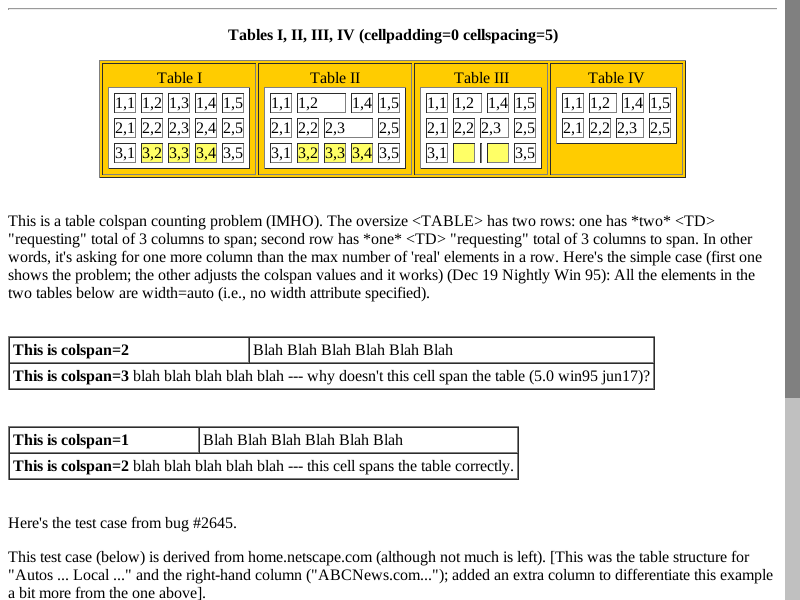 Tables I, II, III, IV (cellpadding=0 cellspacing=5)
Table I Table II Table III Table IV
1,1 1,2 1,3 1,4 1,5 1,1 1,2 1,4 1,5 1,1 1,2 1,4 1,5 1,1 1,2 1,4 1,5
2,1 2,2 2,3 2,4 2,5 2,1 2,2 2,3 2,5 2,1 2,2 2,3 2,5 2,1 2,2 2,3 2,5
3,1 3,2 3,3 3,4 3,5 3,1 3,2 3,3 3,4 3,5 3,1 3,5
This is a table colspan counting problem (IMHO). The oversize <TABLE> has two rows: one has *two* <TD>
"requesting" total of 3 columns to span; second row has *one* <TD> "requesting" total of 3 columns to span. In other
words, it's asking for one more column than the max number of 'real' elements in a row. Here's the simple case (first one
shows the problem; the other adjusts the colspan values and it works) (Dec 19 Nightly Win 95): All the elements in the
two tables below are width=auto (i.e., no width attribute specified).
This is colspan=2 Blah Blah Blah Blah Blah Blah
This is colspan=3 blah blah blah blah blah --- why doesn't this cell span the table (5.0 win95 jun17)?
This is colspan=1 Blah Blah Blah Blah Blah Blah
This is colspan=2 blah blah blah blah blah --- this cell spans the table correctly.
Here's the test case from bug #2645.
This test case (below) is derived from home.netscape.com (although not much is left). [This was the table structure for
"Autos ... Local ..." and the right-hand column ("ABCNews.com..."); added an extra column to differentiate this example
a bit more from the one above].